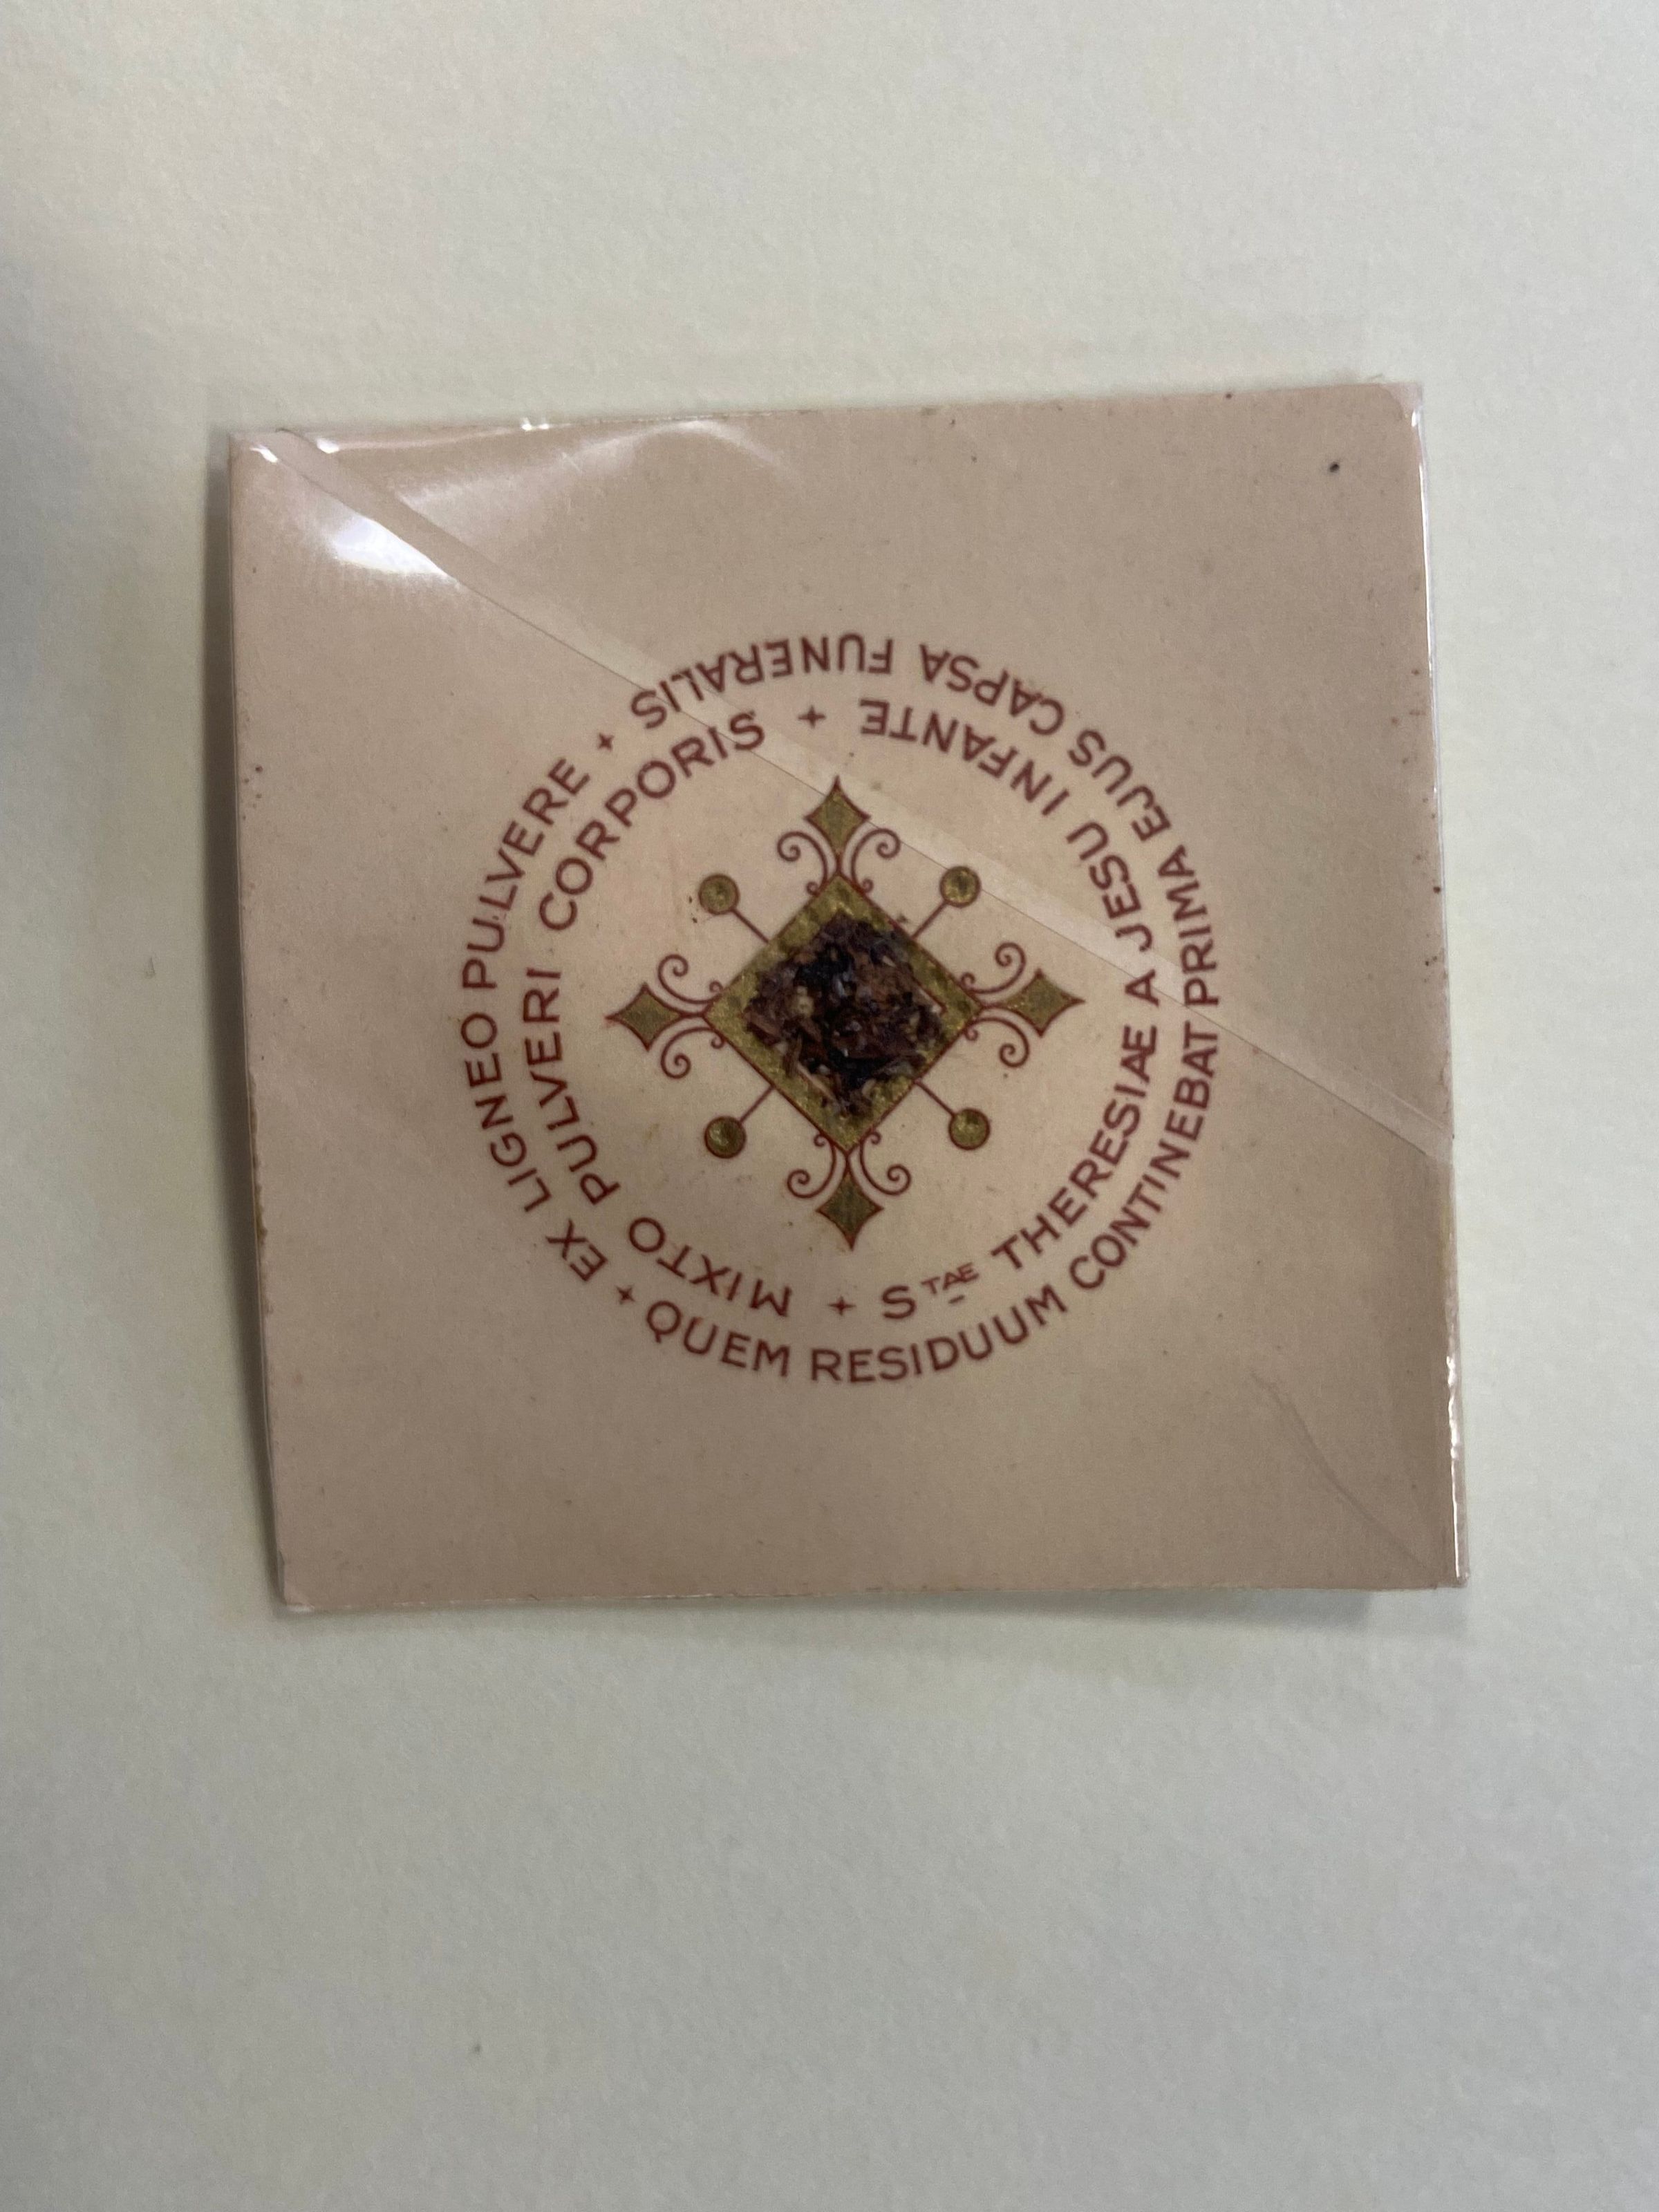 EX LIGNEO PULVERE +
QUEM RESIDUUM CONTINEBAT PRIMA EJUS CAPSA FUNERALIS +
MIXTO PULVERI CORPORIS +
STAE THERESIAE A JESU INFANTE +